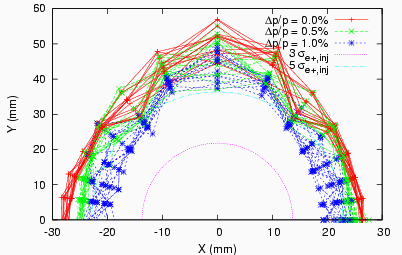 60
50
40
30
20
10
0
Y (mm)
Δp/p = 0.0%
Δp/p = 0.5%
Δp/p = 1.0%
3 σe+,inj
5 σe+,inj
-30 -20 -10 0 10 20 30
X (mm)